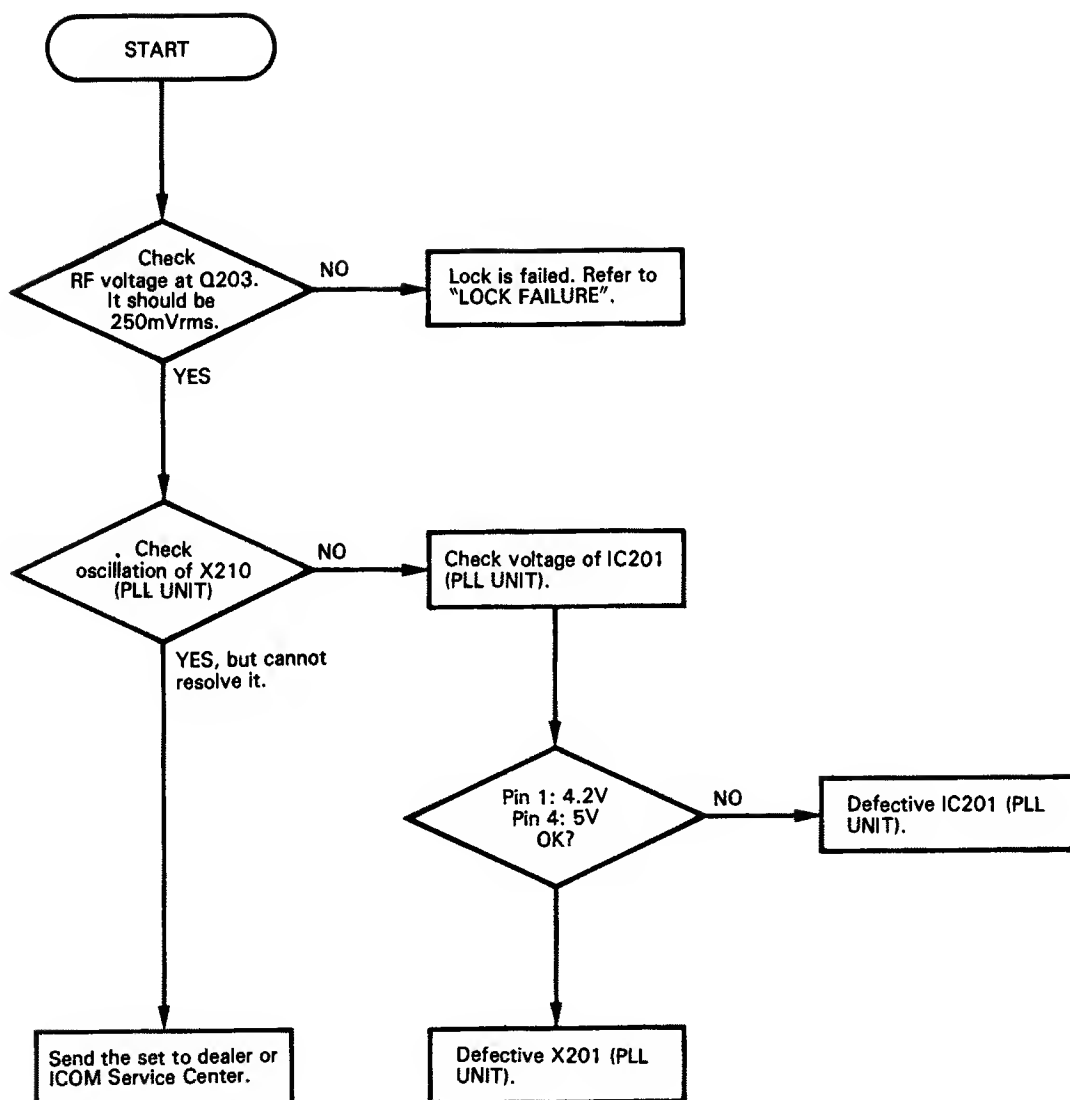 START
Check
RF voltage at Q203.
It should be
250mVrms.
NO
Lock is failed. Refer to
“LOCK FAILURE”.
YES
Check
oscillation of X210
(PLL UNIT)
NO
Check voltage of IC201
(PLL UNIT).
YES, but cannot
resolve it.
Pin 1: 4.2V
Pin 4: 5V
OK?
NO
Defective IC201 (PLL
UNIT).
Send the set to dealer or
ICOM Service Center.
Defective X201 (PLL
UNIT).